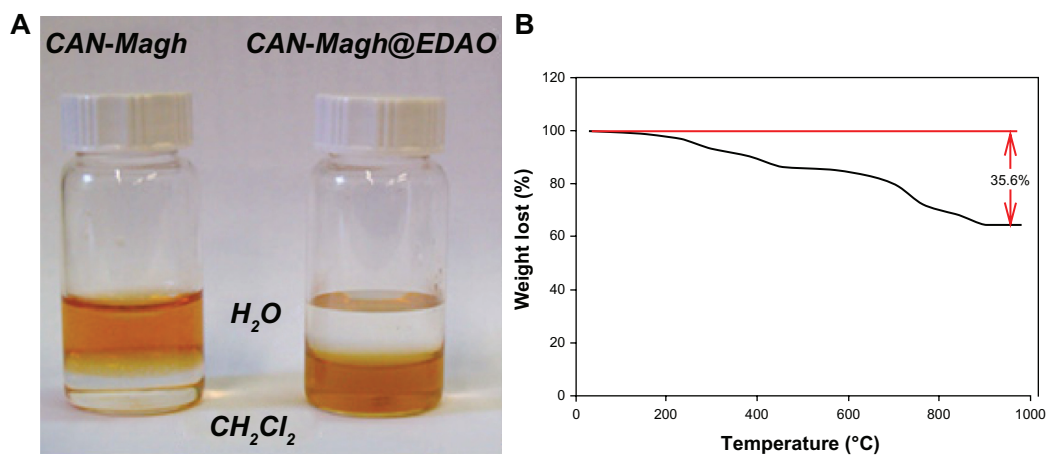 A
CAN-Magh
CAN-Magh@EDAO
H₂O
CH₂Cl₂
B
120
100
80
60
40
20
0
35.6%
0
200
400
600
800
1000
Weight lost (%)
Temperature (°C)